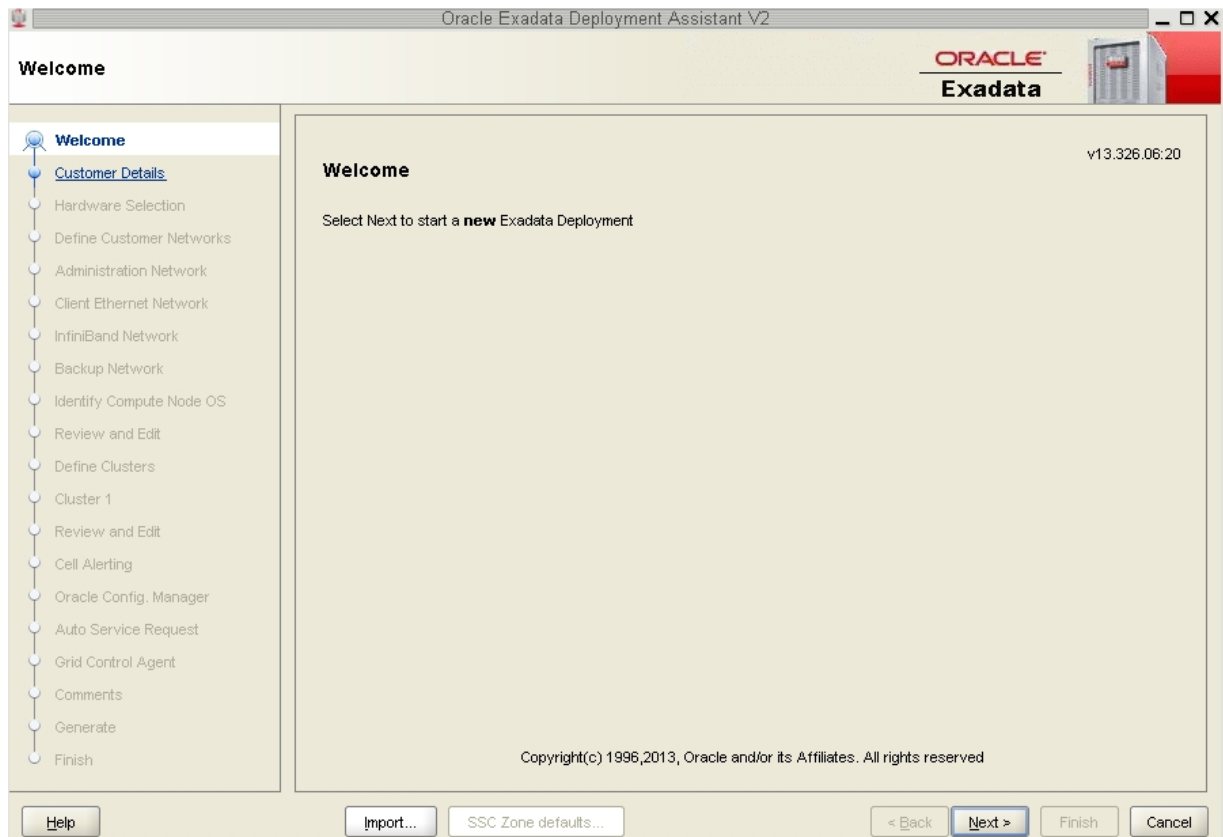 Oracle Exadata Deployment Assistant V2
Welcome
ORACLE
Exadata
Welcome
Customer Details
Hardware Selection
Define Customer Networks
Administration Network
Client Ethernet Network
InfiniBand Network
Backup Network
Identify Compute Node OS
Review and Edit
Define Clusters
Cluster 1
Review and Edit
Cell Alerting
Oracle Config. Manager
Auto Service Request
Grid Control Agent
Comments
Generate
Finish
v13.326.06:20
Welcome
Select Next to start a new Exadata Deployment
Copyright(c) 1996,2013, Oracle and/or its Affiliates. All rights reserved
Help
Import...
SSC Zone defaults...
< Back
Next >
Finish
Cancel